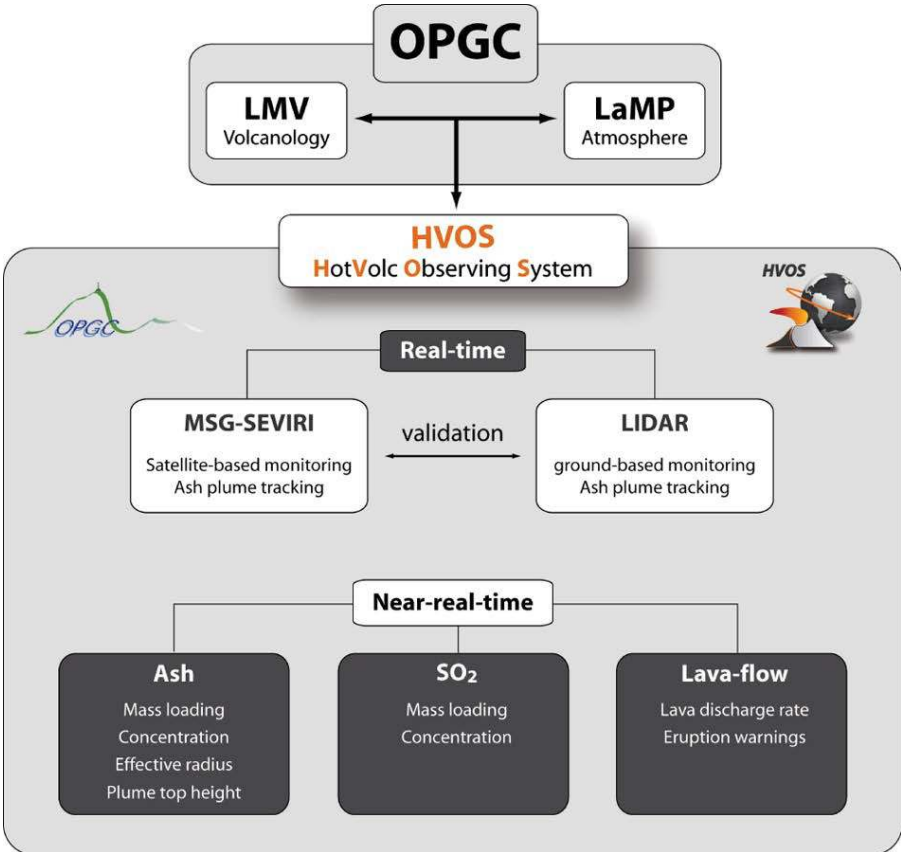 OPGC
LMV
Volcanology
LaMP
Atmosphere
HVOS
HotVolc Observing System
OPGC
HVOS
Real-time
MSG-SEVIRI
Satellite-based monitoring
Ash plume tracking
validation
LIDAR
ground-based monitoring
Ash plume tracking
Near-real-time
Ash
Mass loading
Concentration
Effective radius
Plume top height
SO₂
Mass loading
Concentration
Lava-flow
Lava discharge rate
Eruption warnings